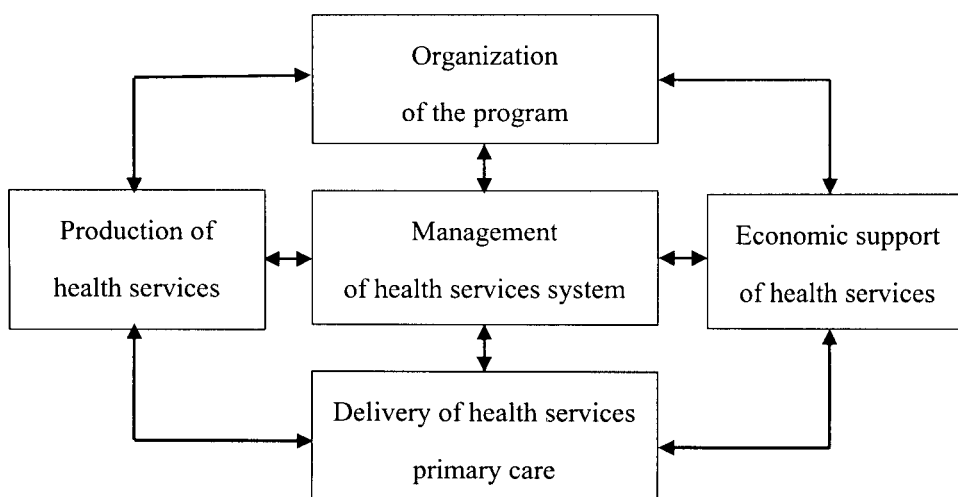 Organization
of the program
Production of
health services
Management
of health services system
Economic support
of health services
Delivery of health services
primary care